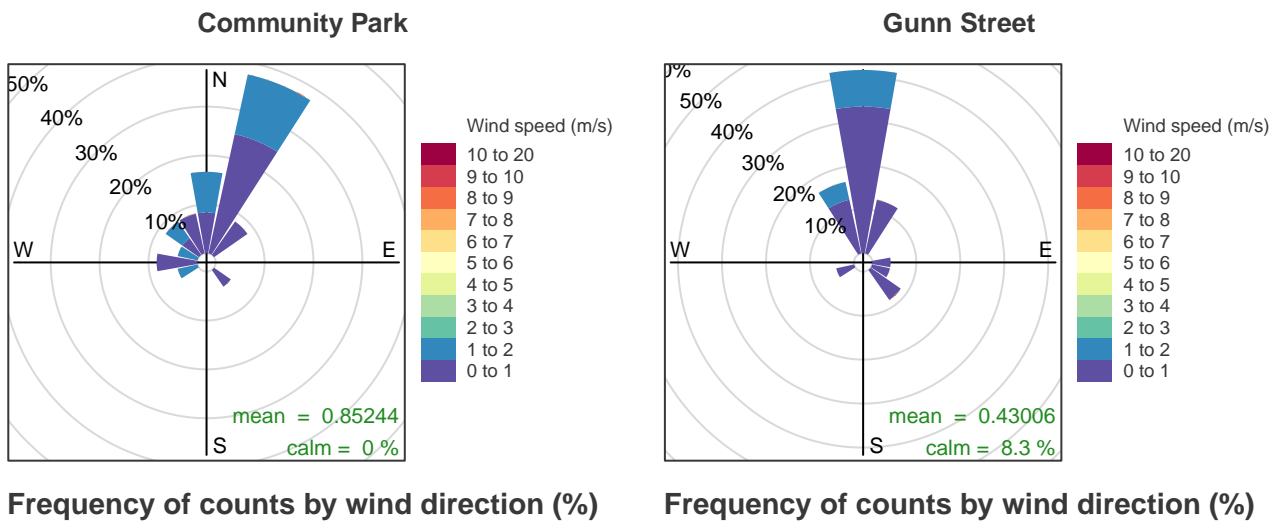 Community Park
50%
40%
30%
20%
10%
N
W
E
S
mean = 0.85244
calm = 0 %
Wind speed (m/s)
10 to 20
9 to 10
8 to 9
7 to 8
6 to 7
5 to 6
4 to 5
3 to 4
2 to 3
1 to 2
0 to 1
Frequency of counts by wind direction (%)
Gunn Street
0%
50%
40%
30%
20%
10%
W
E
S
mean = 0.43006
calm = 8.3 %
Wind speed (m/s)
10 to 20
9 to 10
8 to 9
7 to 8
6 to 7
5 to 6
4 to 5
3 to 4
2 to 3
1 to 2
0 to 1
Frequency of counts by wind direction (%)